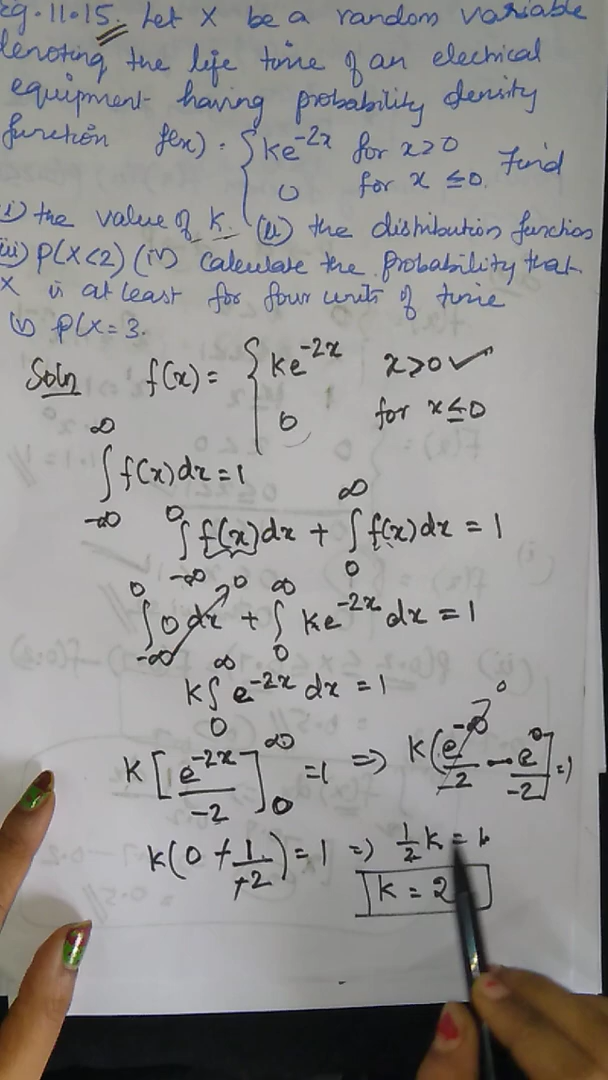 eg. 11.15. Let X be a random variable
denoting the life time of an electrical
equipment having probability density
function f(x) = { ke^{-2x} for x>0 Find
0 for x ≤ 0.
(i) the value of k. (ii) the distribution function
(iii) P(X<2) (iv) calculate the probability that
X is at least for four units of time
(v) P(X=3.
Soln f(x) = { ke^{-2x} x>0 ✓
0 for x≤0
∫_{-∞}^{∞} f(x)dx = 1
∫_{-∞}^{0} f(x)dx + ∫_{0}^{∞} f(x)dx = 1
∫_{-∞}^{0} 0 dx + ∫_{0}^{∞} ke^{-2x} dx = 1
k∫_{0}^{∞} e^{-2x} dx = 1
k[e^{-2x}/-2]_{0}^{∞} = 1 => k(e^{-∞}/-2 - e^{0}/-2] = 1
k(0 + 1/+2) = 1 => 1/2 k = 1
k = 2